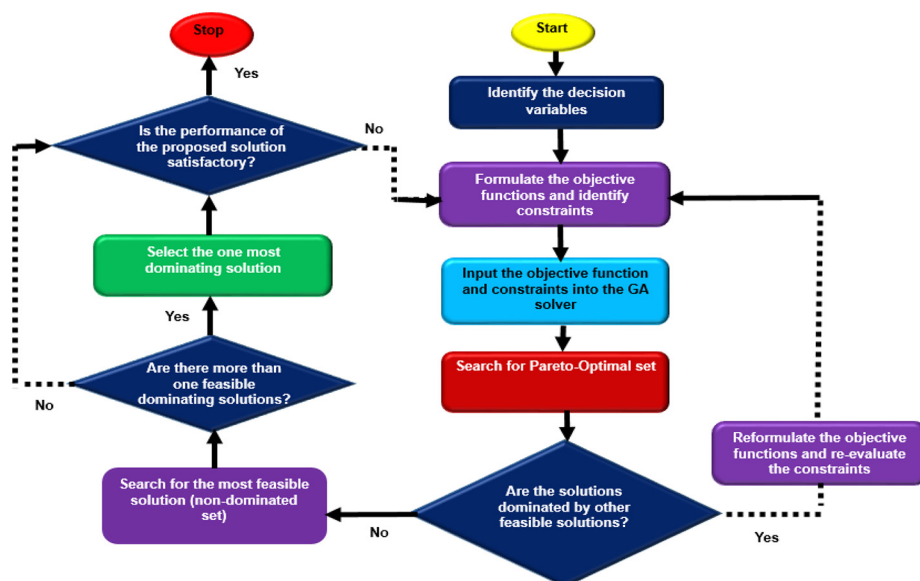 Start
Identify the decision
variables
Formulate the objective
functions and identify
constraints
Input the objective function
and constraints into the GA
solver
Search for Pareto-Optimal set
Are the solutions
dominated by other
feasible solutions?
Yes
Reformulate the objective
functions and re-evaluate
the constraints
No
Search for the most feasible
solution (non-dominated
set)
Are there more than
one feasible
dominating solutions?
No
Yes
Select the one most
dominating solution
Is the performance of
the proposed solution
satisfactory?
No
Yes
Stop